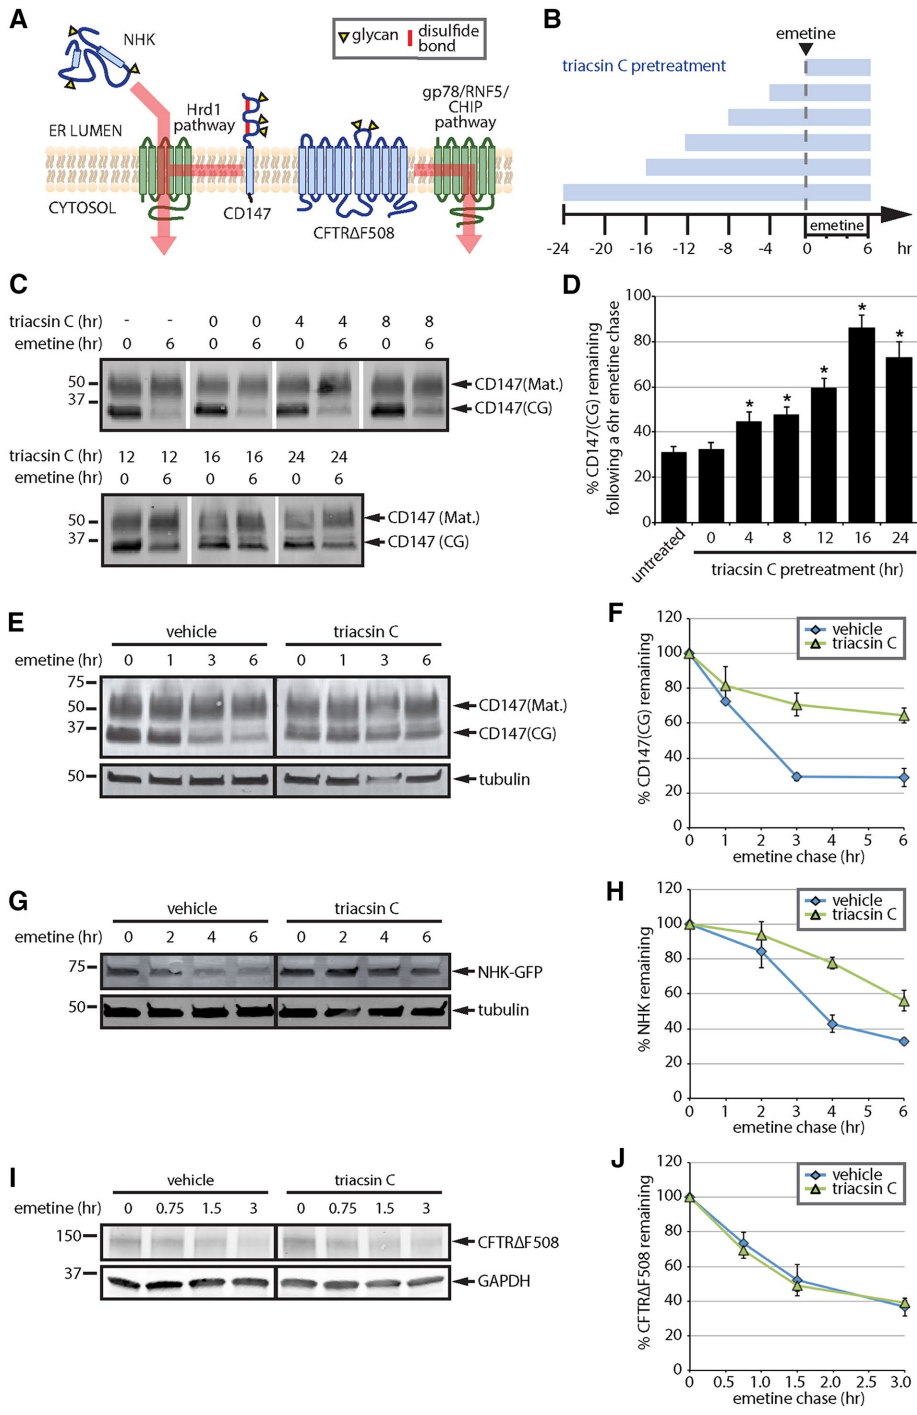 A
NHK
glycan
disulfide
bond
Hrd1
pathway
gp78/RNF5/
CHIP
pathway
ER LUMEN
CYTOSOL
CD147
CFTRΔF508
B
emetine
triacsin C pretreatment
emetine
-24 -20 -16 -12 -8 -4 0 6 hr
C
triacsin C (hr) - - 0 0 4 4 8 8
emetine (hr) 0 6 0 6 0 6 0 6
50
37
CD147(Mat.)
CD147(CG)
triacsin C (hr) 12 12 16 16 24 24
emetine (hr) 0 6 0 6 0 6
50
37
CD147 (Mat.)
CD147 (CG)
D
% CD147(CG) remaining
following a 6hr emetine chase
100
80
60
40
20
0
* * * * * *
untreated 0 4 8 12 16 24
triacsin C pretreatment (hr)
E
vehicle triacsin C
emetine (hr) 0 1 3 6 0 1 3 6
75
50
37
CD147(Mat.)
CD147(CG)
50
tubulin
F
% CD147(CG) remaining
120
100
80
60
40
20
0
vehicle
triacsin C
0 1 2 3 4 5 6
emetine chase (hr)
G
vehicle triacsin C
emetine (hr) 0 2 4 6 0 2 4 6
75
NHK-GFP
50
tubulin
H
% NHK remaining
120
100
80
60
40
20
0
vehicle
triacsin C
0 1 2 3 4 5 6
emetine chase (hr)
I
vehicle triacsin C
emetine (hr) 0 0.75 1.5 3 0 0.75 1.5 3
150
CFTRΔF508
37
GAPDH
J
% CFTRΔF508 remaining
120
100
80
60
40
20
0
vehicle
triacsin C
0 0.5 1.0 1.5 2.0 2.5 3.0
emetine chase (hr)